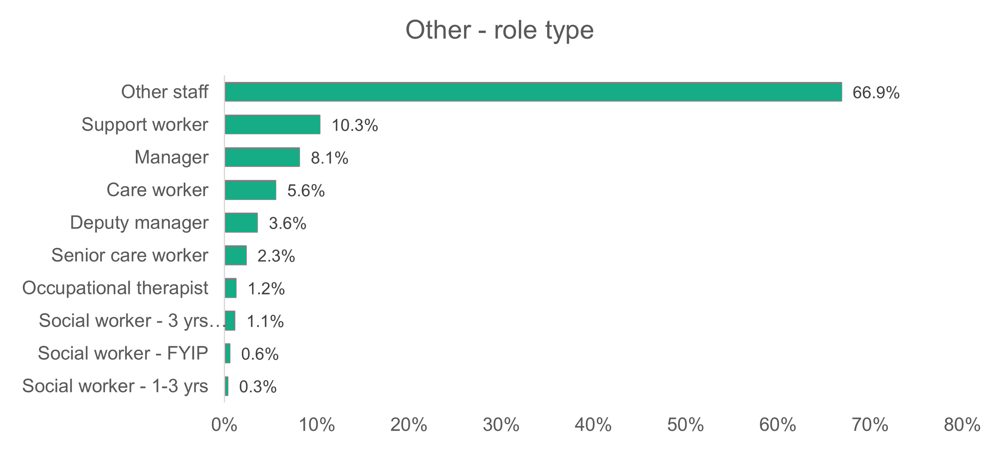 Other - role type
Other staff 66.9%
Support worker 10.3%
Manager 8.1%
Care worker 5.6%
Deputy manager 3.6%
Senior care worker 2.3%
Occupational therapist 1.2%
Social worker - 3 yrs… 1.1%
Social worker - FYIP 0.6%
Social worker - 1-3 yrs 0.3%
0% 10% 20% 30% 40% 50% 60% 70% 80%